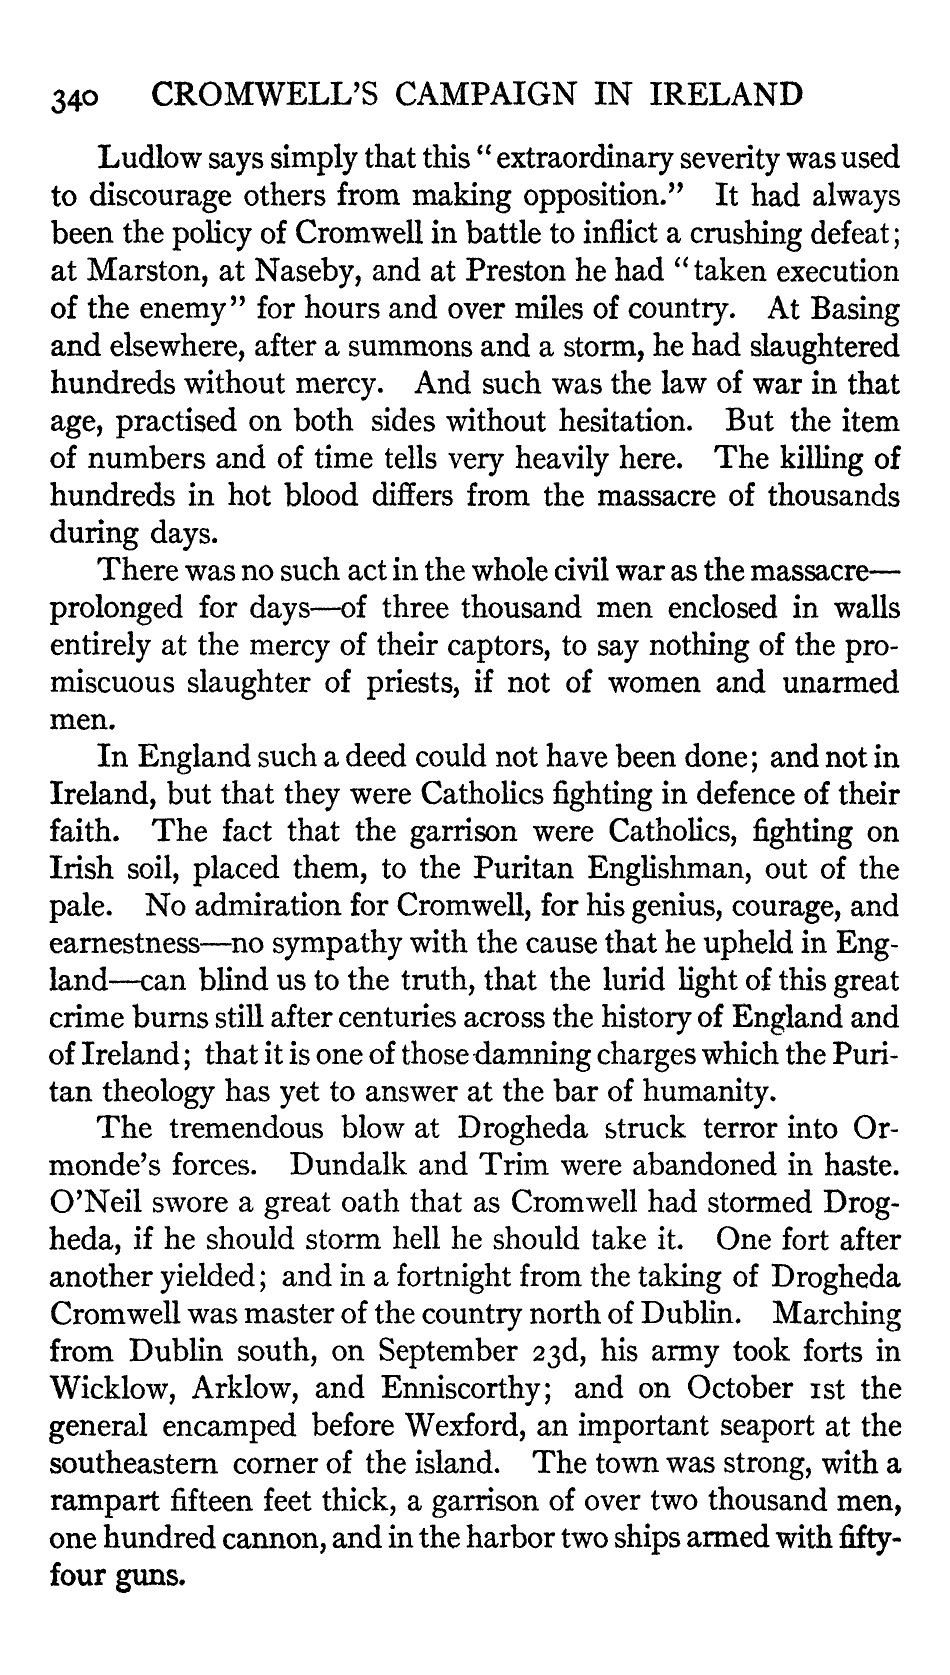 340 CROMWELL'S CAMPAIGN IN IRELAND
Ludlow says simply that this "extraordinary severity was used
to discourage others from making opposition." It had always
been the policy of Cromwell in battle to inflict a crushing defeat;
at Marston, at Naseby, and at Preston he had "taken execution
of the enemy" for hours and over miles of country. At Basing
and elsewhere, after a summons and a storm, he had slaughtered
hundreds without mercy. And such was the law of war in that
age, practised on both sides without hesitation. But the item
of numbers and of time tells very heavily here. The killing of
hundreds in hot blood differs from the massacre of thousands
during days.
There was no such act in the whole civil war as the massacre—
prolonged for days—of three thousand men enclosed in walls
entirely at the mercy of their captors, to say nothing of the pro-
miscuous slaughter of priests, if not of women and unarmed
men.
In England such a deed could not have been done; and not in
Ireland, but that they were Catholics fighting in defence of their
faith. The fact that the garrison were Catholics, fighting on
Irish soil, placed them, to the Puritan Englishman, out of the
pale. No admiration for Cromwell, for his genius, courage, and
earnestness—no sympathy with the cause that he upheld in Eng-
land—can blind us to the truth, that the lurid light of this great
crime burns still after centuries across the history of England and
of Ireland; that it is one of those damning charges which the Puri-
tan theology has yet to answer at the bar of humanity.
The tremendous blow at Drogheda struck terror into Or-
monde's forces. Dundalk and Trim were abandoned in haste.
O'Neil swore a great oath that as Cromwell had stormed Drog-
heda, if he should storm hell he should take it. One fort after
another yielded; and in a fortnight from the taking of Drogheda
Cromwell was master of the country north of Dublin. Marching
from Dublin south, on September 23d, his army took forts in
Wicklow, Arklow, and Enniscorthy; and on October 1st the
general encamped before Wexford, an important seaport at the
southeastern corner of the island. The town was strong, with a
rampart fifteen feet thick, a garrison of over two thousand men,
one hundred cannon, and in the harbor two ships armed with fifty-
four guns.